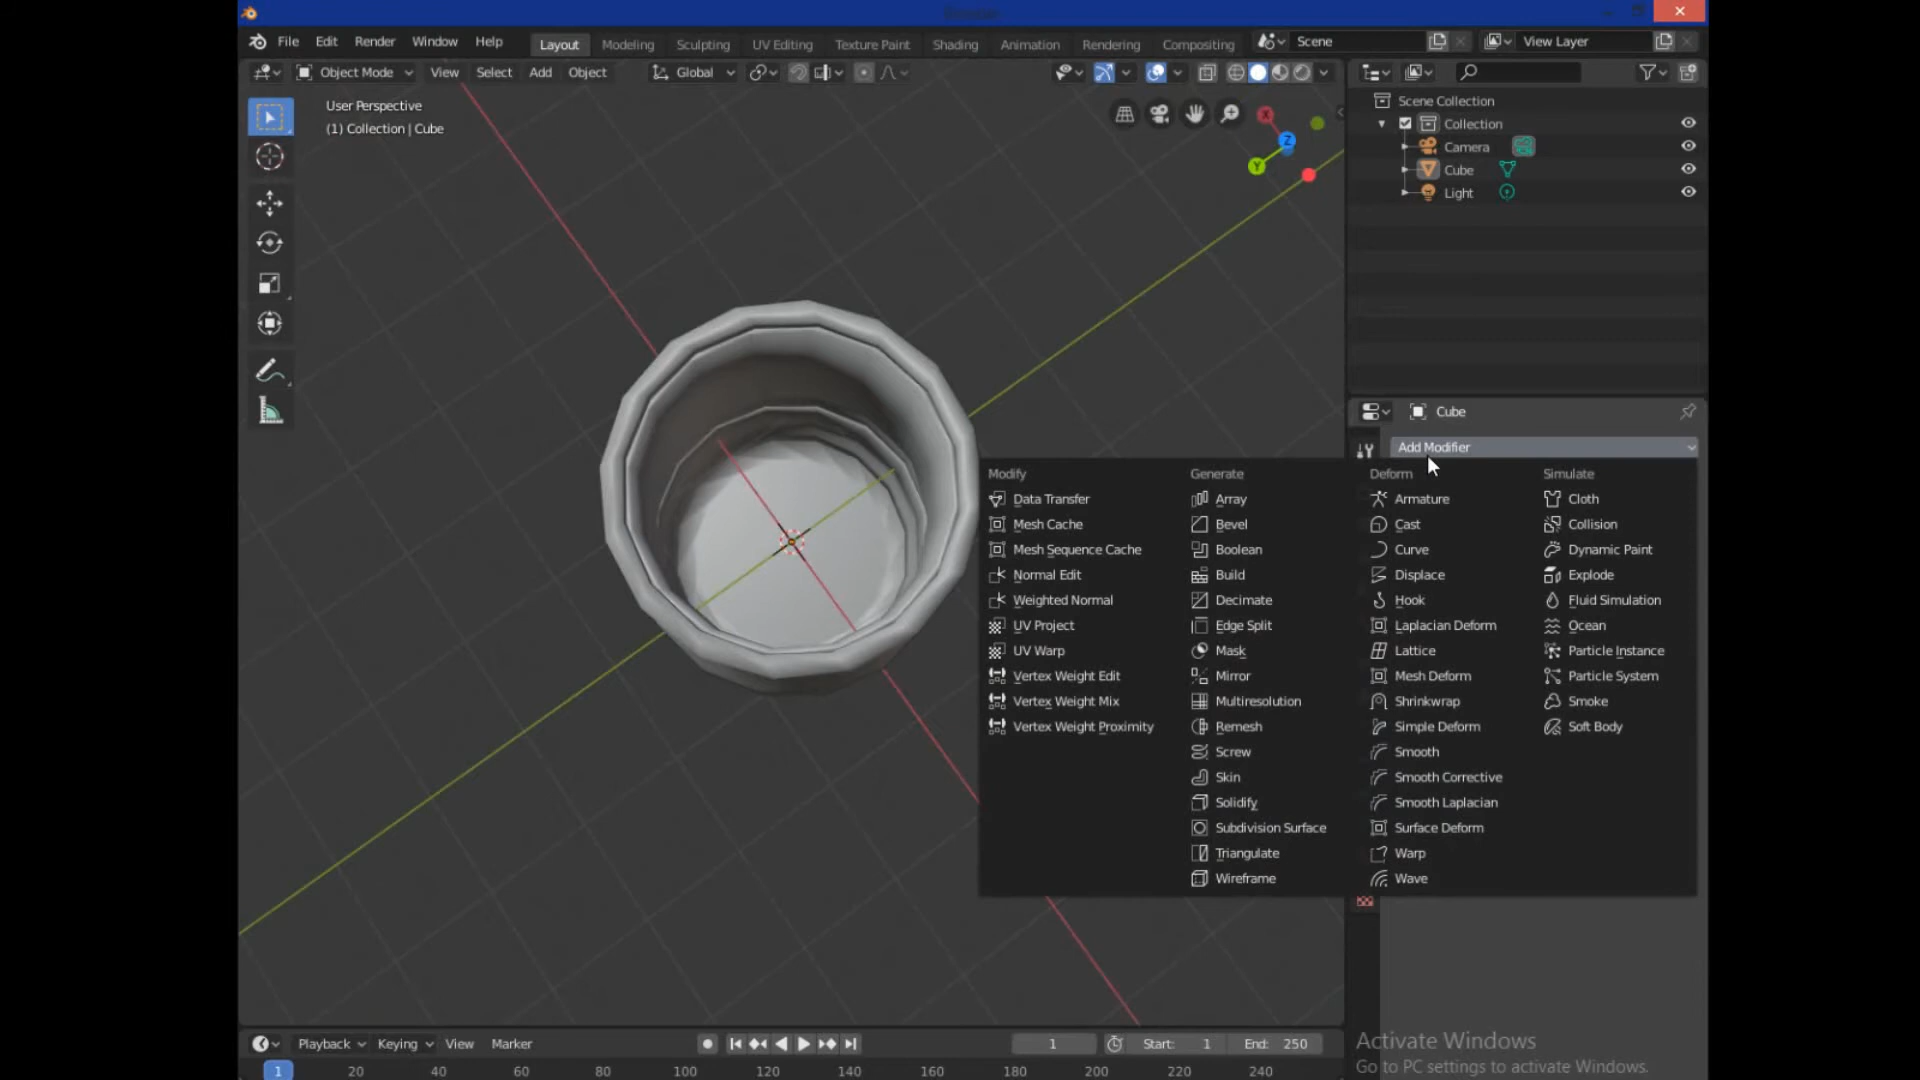 File Edit Render Window Help Layout Modeling Sculpting UV Editing Texture Paint Shading Animation Rendering Compositing Scene View Layer
Object Mode View Select Add Object Global
User Perspective
(1) Collection | Cube
X
Y
Z
Scene Collection
Collection
Camera
Cube
Light
Cube
Add Modifier
Modify
Data Transfer
Mesh Cache
Mesh Sequence Cache
Normal Edit
Weighted Normal
UV Project
UV Warp
Vertex Weight Edit
Vertex Weight Mix
Vertex Weight Proximity
Generate
Array
Bevel
Boolean
Build
Decimate
Edge Split
Mask
Mirror
Multiresolution
Remesh
Screw
Skin
Solidify
Subdivision Surface
Triangulate
Wireframe
Deform
Armature
Cast
Curve
Displace
Hook
Laplacian Deform
Lattice
Mesh Deform
Shrinkwrap
Simple Deform
Smooth
Smooth Corrective
Smooth Laplacian
Surface Deform
Warp
Wave
Simulate
Cloth
Collision
Dynamic Paint
Explode
Fluid Simulation
Ocean
Particle Instance
Particle System
Smoke
Soft Body
Playback Keying View Marker 1 Start: 1 End: 250
1 20 40 60 80 100 120 140 160 180 200 220 240
Activate Windows
Go to PC settings to activate Windows.